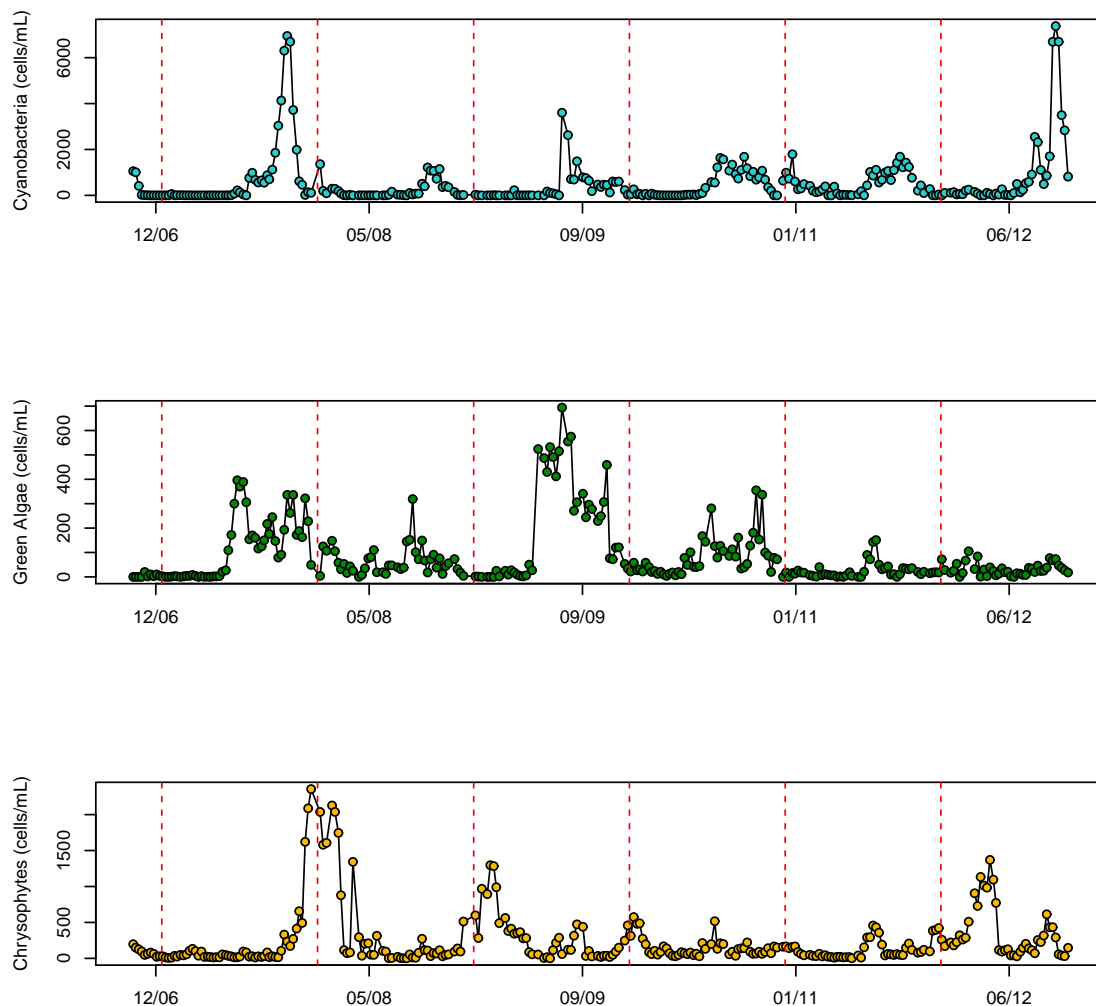 Cyanobacteria (cells/mL)
6000
2000
0
12/06 05/08 09/09 01/11 06/12
Green Algae (cells/mL)
600
400
200
0
12/06 05/08 09/09 01/11 06/12
Chrysophytes (cells/mL)
1500
500
0
12/06 05/08 09/09 01/11 06/12